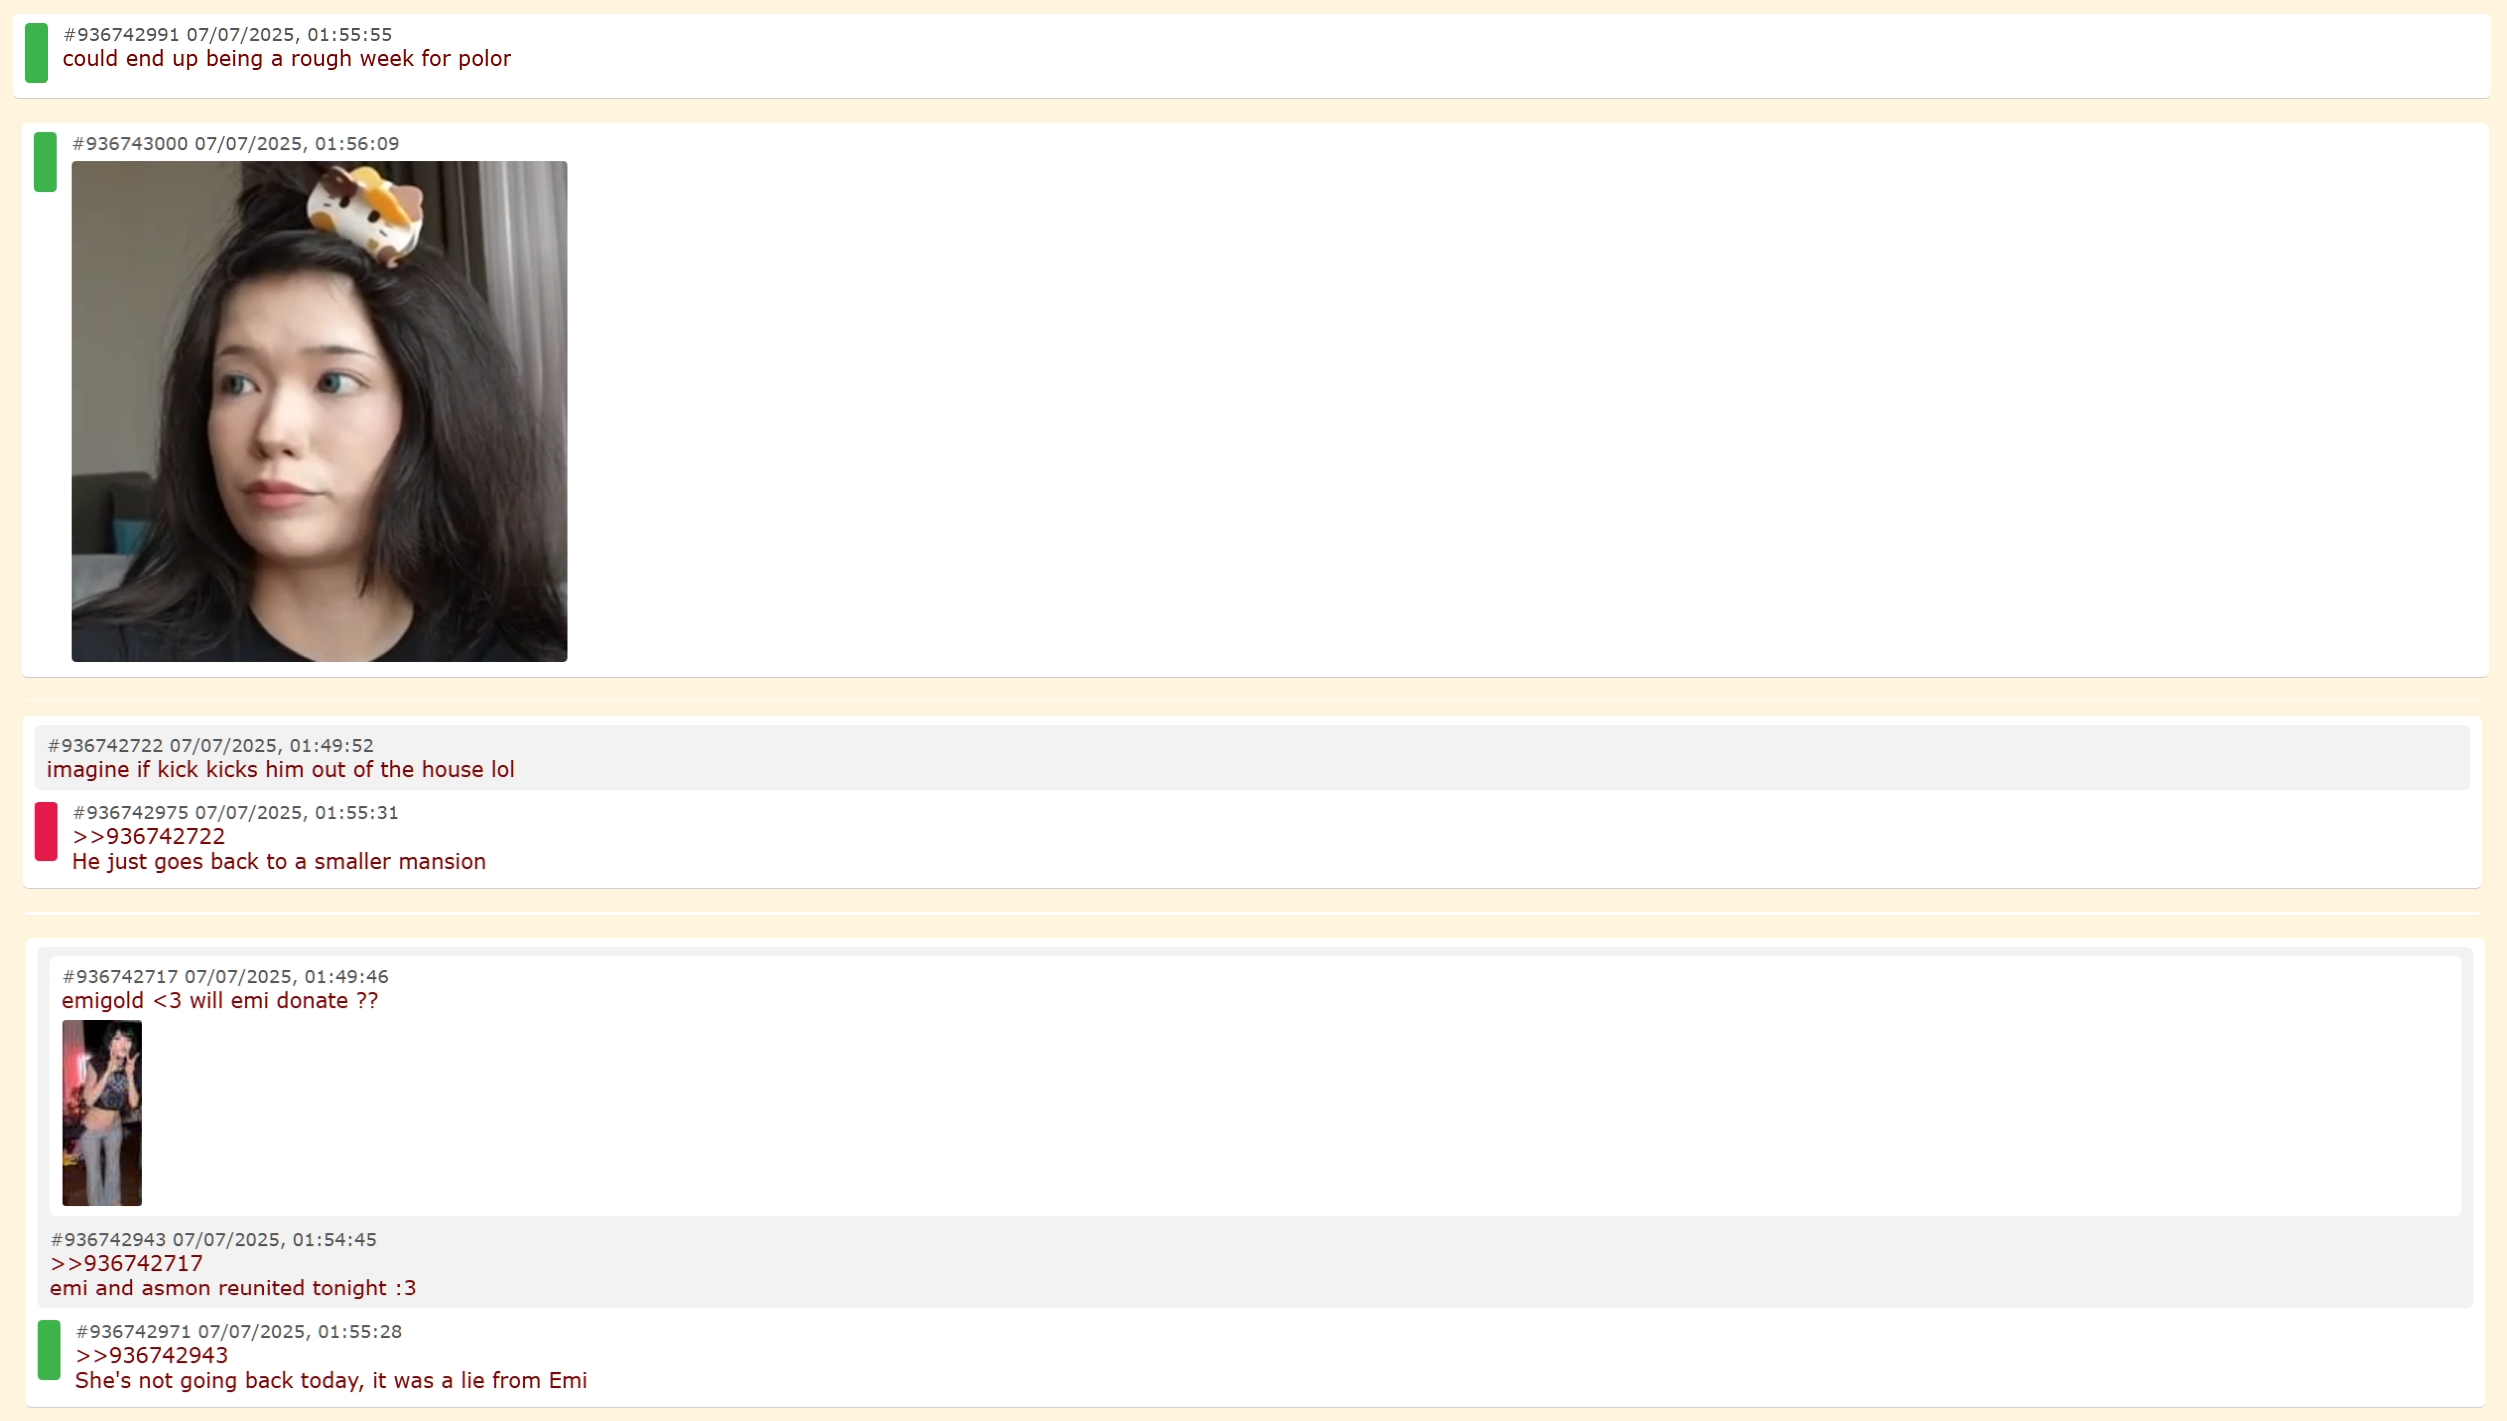 #936742991 07/07/2025, 01:55:55
could end up being a rough week for polor
#936743000 07/07/2025, 01:56:09
#936742722 07/07/2025, 01:49:52
imagine if kick kicks him out of the house lol
#936742975 07/07/2025, 01:55:31
>>936742722
He just goes back to a smaller mansion
#936742717 07/07/2025, 01:49:46
emigold <3 will emi donate ??
#936742943 07/07/2025, 01:54:45
>>936742717
emi and asmon reunited tonight :3
#936742971 07/07/2025, 01:55:28
>>936742943
She's not going back today, it was a lie from Emi